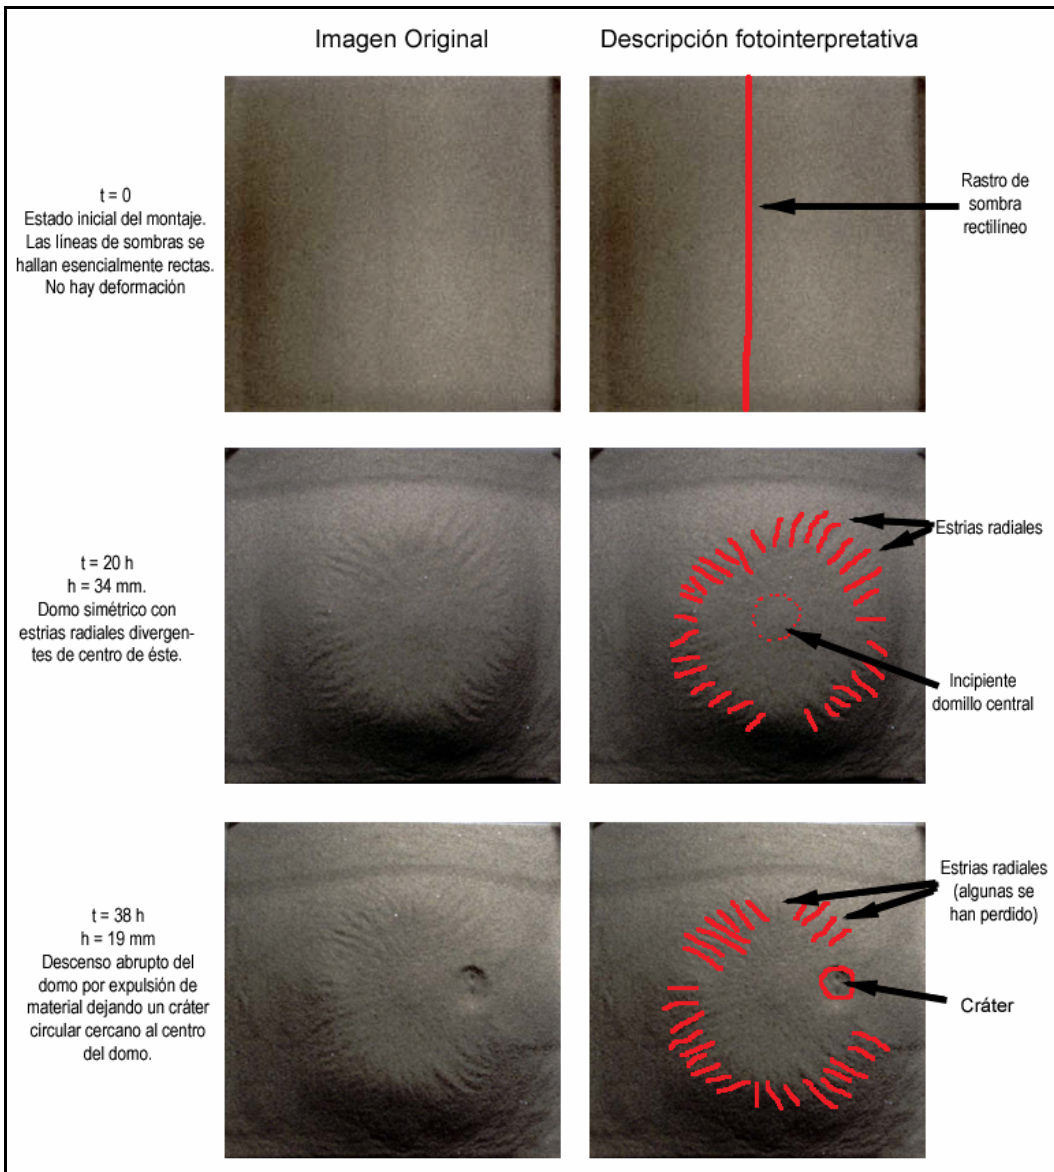 Imagen Original
Descripción fotointerpretativa
t = 0
Estado inicial del montaje.
Las líneas de sombras se
hallan esencialmente rectas.
No hay deformación
Rastro de
sombra
rectilíneo
t = 20 h
h = 34 mm.
Domo simétrico con
estrias radiales divergen-
tes de centro de éste.
Estrias radiales
Incipiente
domillo central
t = 38 h
h = 19 mm
Descenso abrupto del
domo por expulsión de
material dejando un cráter
circular cercano al centro
del domo.
Estrias radiales
(algunas se
han perdido)
Cráter